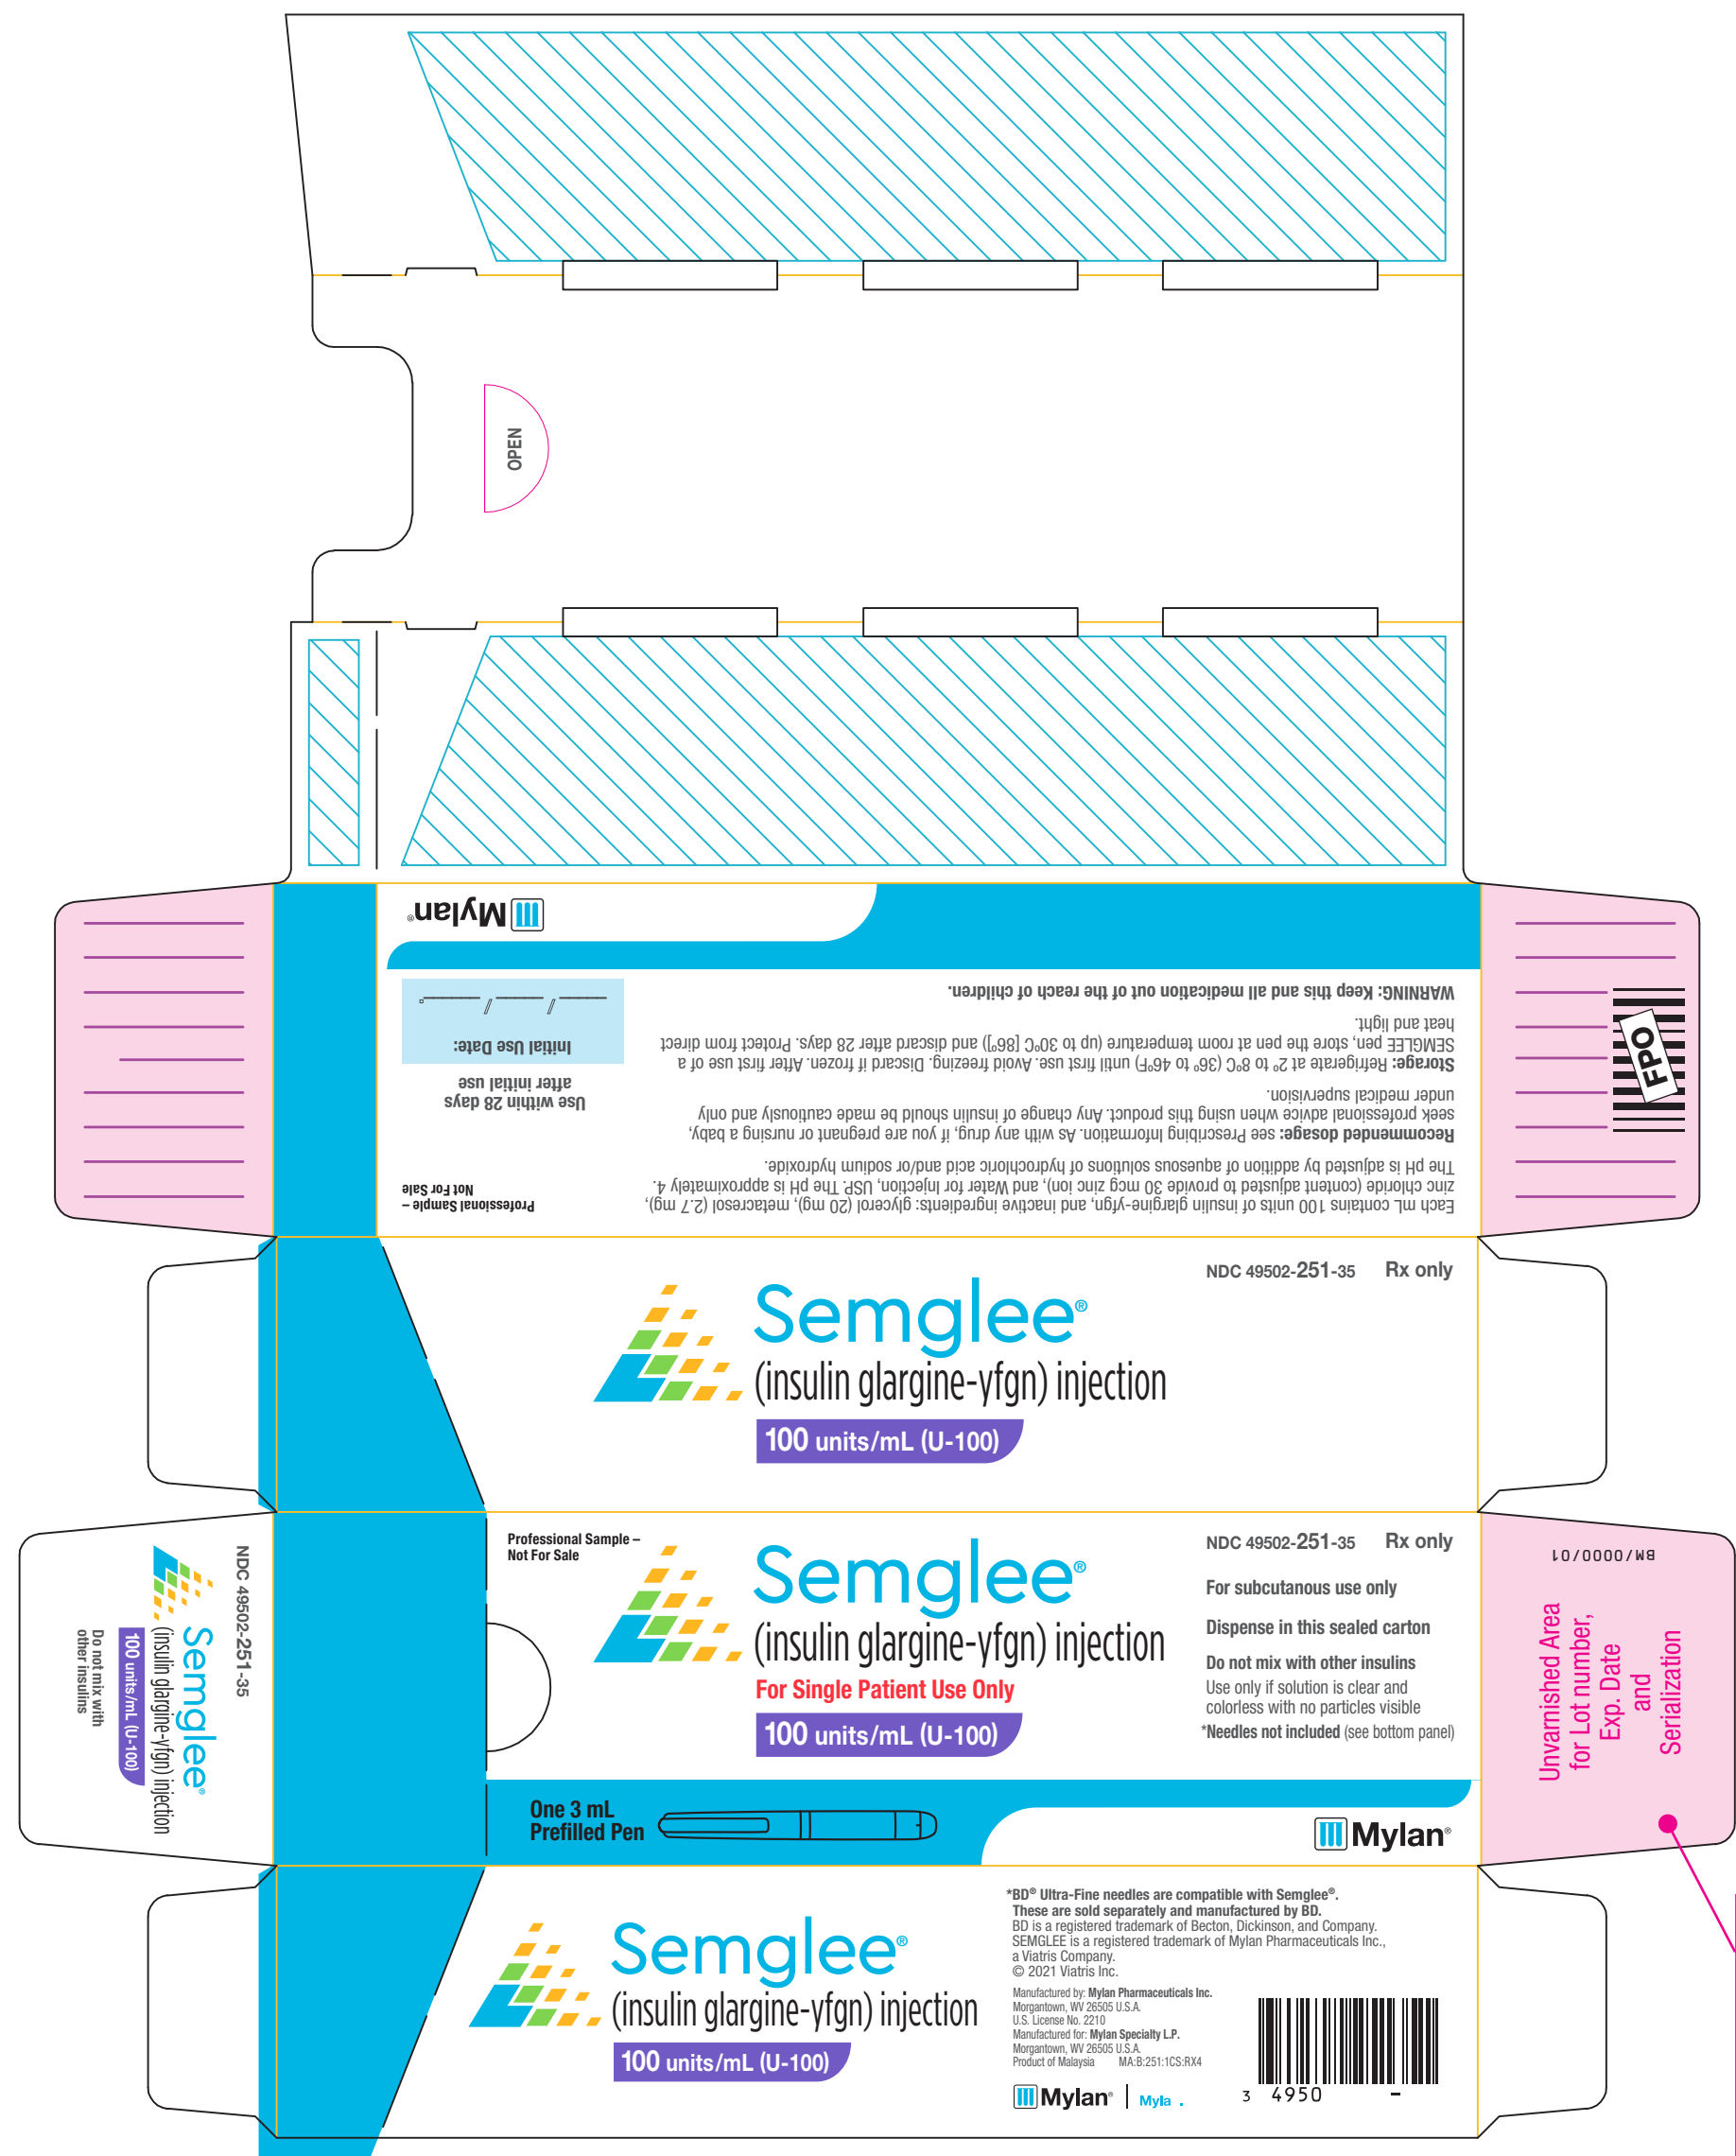 OPEN
Mylan®
WARNING: Keep this and all medication out of the reach of children.
Storage: Refrigerate at 2º to 8ºC (36º to 46ºF) until first use. Avoid freezing. Discard if frozen. After first use of a
SEMGLEE pen, store the pen at room temperature (up to 30ºC [86º]) and discard after 28 days. Protect from direct
heat and light.
Recommended dosage: see Prescribing Information. As with any drug, if you are pregnant or nursing a baby,
seek professional advice when using this product. Any change of insulin should be made cautiously and only
under medical supervision.
Each mL contains 100 units of insulin glargine-yfgn, and inactive ingredients: glycerol (20 mg), metacresol (2.7 mg),
zinc chloride (content adjusted to provide 30 mcg zinc ion), and Water for Injection, USP. The pH is approximately 4.
The pH is adjusted by addition of aquesous solutions of hydrochloric acid and/or sodium hydroxide.
Professional Sample –
Not For Sale
Use within 28 days
after initial use
Initial Use Date:
_____ / _____ / _____
FPO
NDC 49502-251-35 Rx only
Semglee®
(insulin glargine-yfgn) injection
100 units/mL (U-100)
Professional Sample –
Not For Sale
Semglee®
(insulin glargine-yfgn) injection
For Single Patient Use Only
100 units/mL (U-100)
NDC 49502-251-35 Rx only
For subcutanous use only
Dispense in this sealed carton
Do not mix with other insulins
Use only if solution is clear and
colorless with no particles visible
*Needles not included (see bottom panel)
One 3 mL
Prefilled Pen
Mylan®
NDC 49502-251-35
Semglee®
(insulin glargine-yfgn) injection
100 units/mL (U-100)
Do not mix with
other insulins
BM/0000/01
Unvarnished Area
for Lot number,
Exp. Date
and
Serialization
Semglee®
(insulin glargine-yfgn) injection
100 units/mL (U-100)
*BD® Ultra-Fine needles are compatible with Semglee®.
These are sold separately and manufactured by BD.
BD is a registered trademark of Becton, Dickinson, and Company.
SEMGLEE is a registered trademark of Mylan Pharmaceuticals Inc.,
a Viatris Company.
© 2021 Viatris Inc.
Manufactured by: Mylan Pharmaceuticals Inc.
Morgantown, WV 26505 U.S.A.
U.S. License No. 2210
Manufactured for: Mylan Specialty L.P.
Morgantown, WV 26505 U.S.A.
Product of Malaysia MA:B:251:1CS:RX4
Mylan® | Myla .
3 4950 –